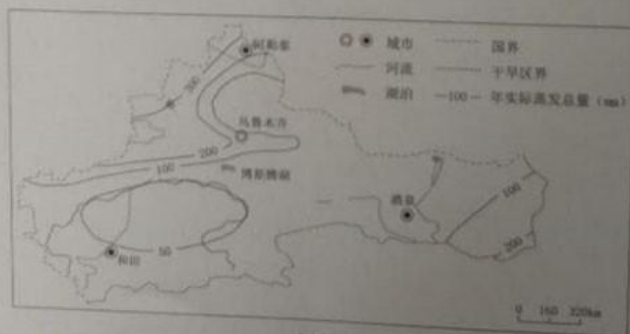 阿勒泰
城市
国界
河流
干旱区界
湖泊
—100— 年实际蒸发总量(mm)
200
乌鲁木齐
200
100
博斯腾湖
酒泉
100
50
和田
200
0 160 320km